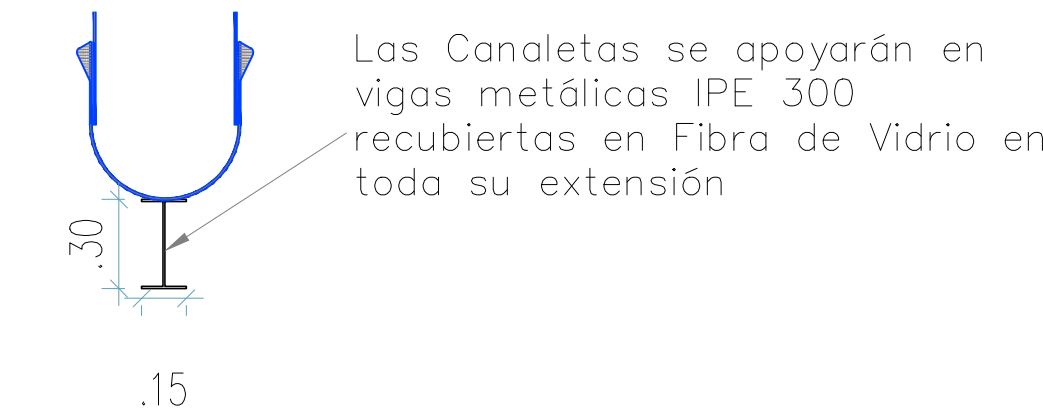 Las Canaletas se apoyarán en
vigas metálicas IPE 300
recubiertas en Fibra de Vidrio en
toda su extensión
.30
.15